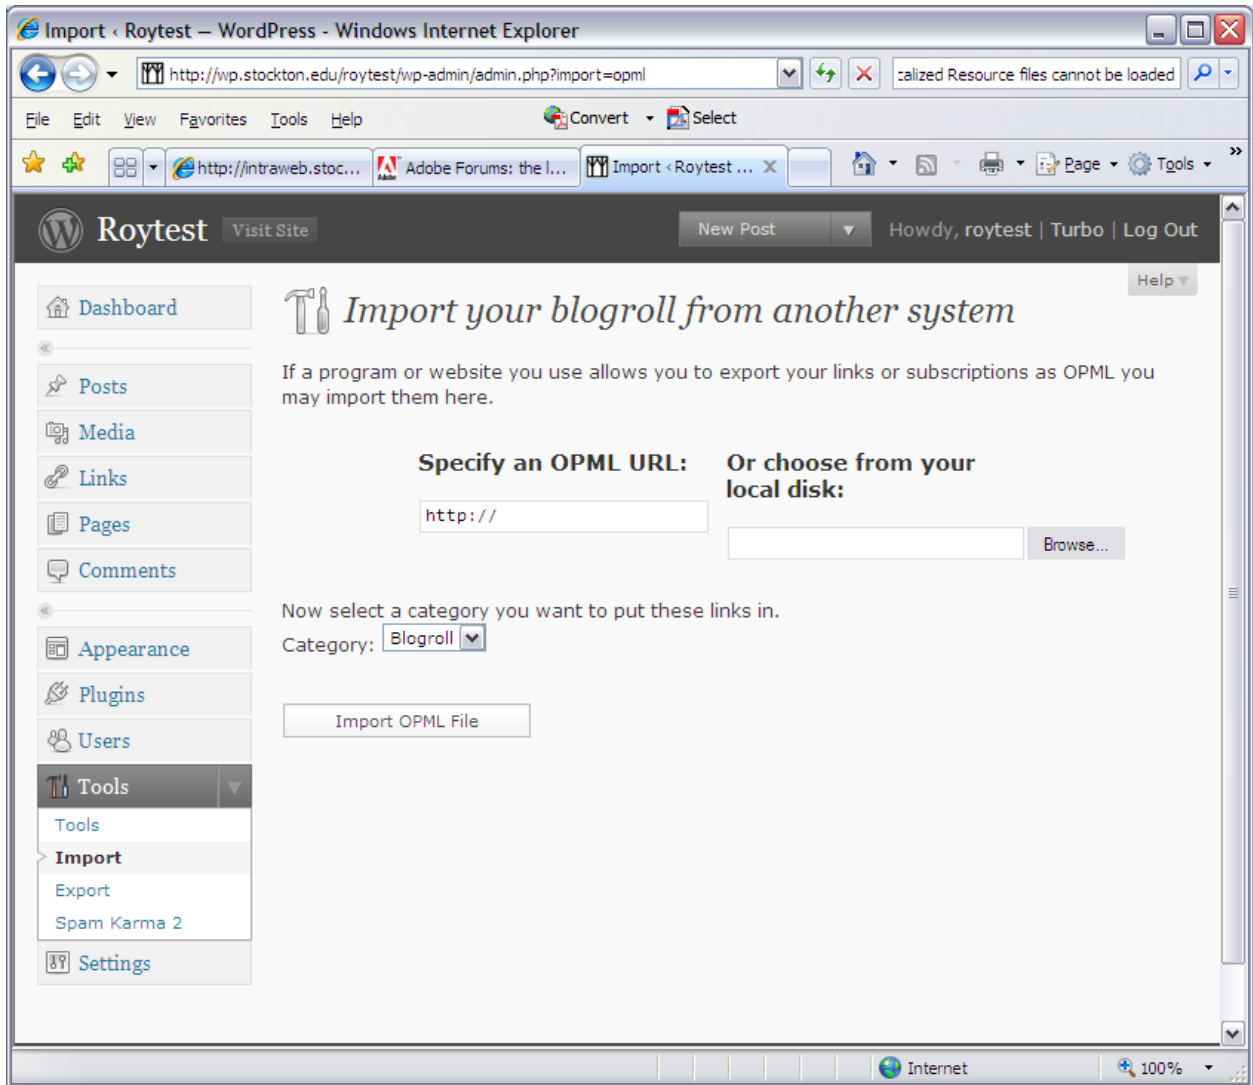 Import ‹ Roytest — WordPress - Windows Internet Explorer
http://wp.stockton.edu/roytest/wp-admin/admin.php?import=opml
calized Resource files cannot be loaded
File Edit View Favorites Tools Help Convert Select
http://intraweb.stoc... Adobe Forums: the l... Import ‹ Roytest ... X Page Tools »
Roytest Visit Site New Post Howdy, roytest | Turbo | Log Out
Help
Dashboard
Import your blogroll from another system
If a program or website you use allows you to export your links or subscriptions as OPML you
may import them here.
Posts
Media
Links
Pages
Comments
Specify an OPML URL:
http://
Or choose from your
local disk:
Browse...
Now select a category you want to put these links in.
Category: Blogroll
Import OPML File
Appearance
Plugins
Users
Tools
Tools
Import
Export
Spam Karma 2
Settings
Internet 100%